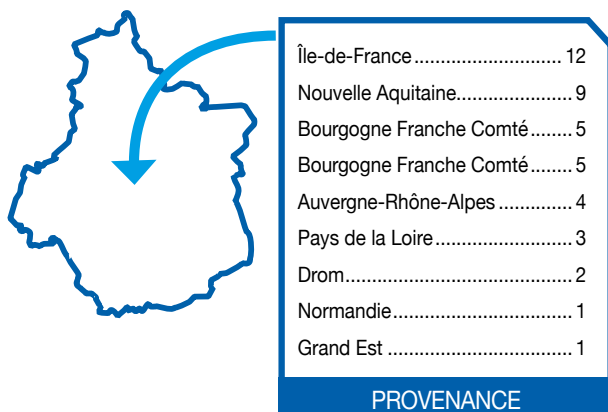 Île-de-France............................ 12
Nouvelle Aquitaine...................... 9
Bourgogne Franche Comté........ 5
Bourgogne Franche Comté........ 5
Auvergne-Rhône-Alpes .............. 4
Pays de la Loire.......................... 3
Drom............................................ 2
Normandie................................... 1
Grand Est .................................... 1
PROVENANCE